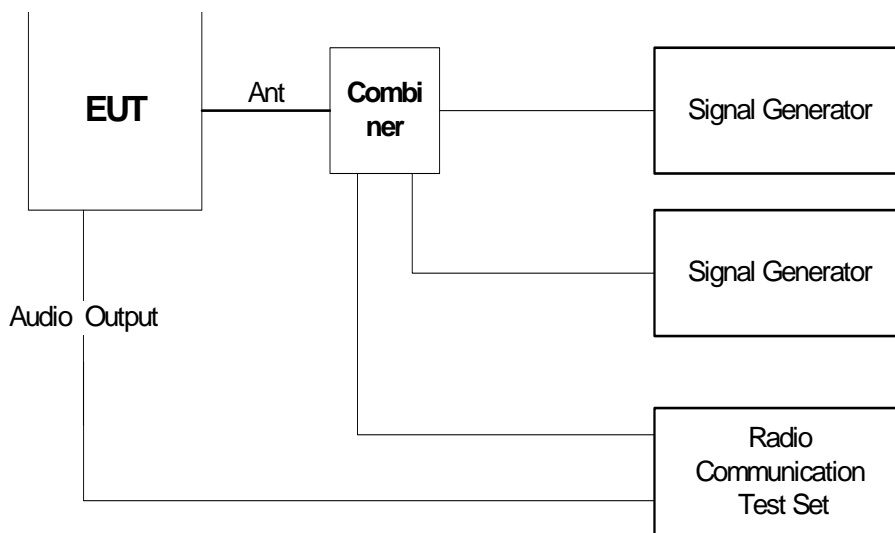 EUT
Ant
Combi
ner
Signal Generator
Signal Generator
Audio Output
Radio
Communication
Test Set